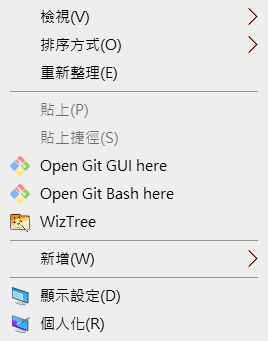 檢視(V)
排序方式(O)
重新整理(E)
貼上(P)
貼上捷徑(S)
Open Git GUI here
Open Git Bash here
WizTree
新增(W)
顯示設定(D)
個人化(R)